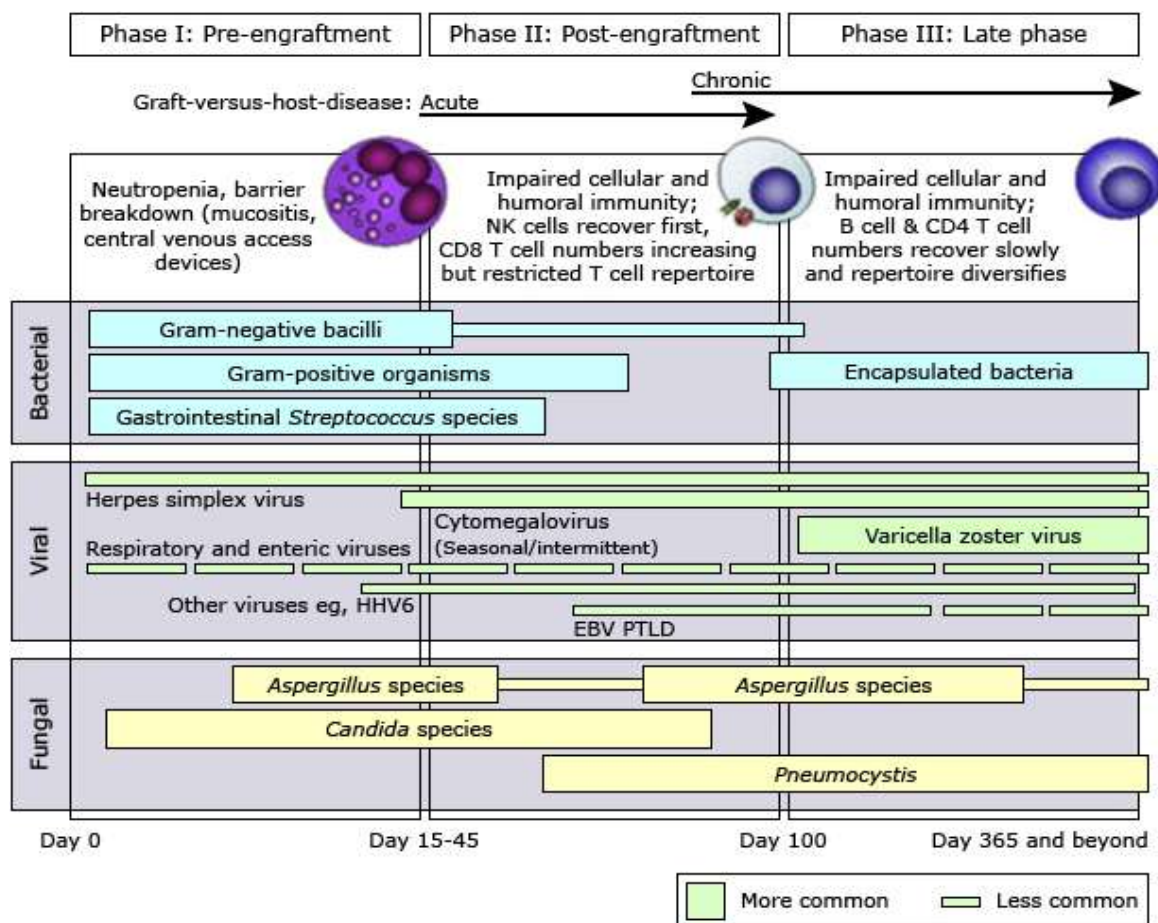 Phase I: Pre-engraftment
Phase II: Post-engraftment
Phase III: Late phase
Graft-versus-host-disease: Acute
Chronic
Neutropenia, barrier
breakdown (mucositis,
central venous access
devices)
Impaired cellular and
humoral immunity;
NK cells recover first,
CD8 T cell numbers increasing
but restricted T cell repertoire
Impaired cellular and
humoral immunity;
B cell & CD4 T cell
numbers recover slowly
and repertoire diversifies
Bacterial
Gram-negative bacilli
Gram-positive organisms
Encapsulated bacteria
Gastrointestinal Streptococcus species
Viral
Herpes simplex virus
Cytomegalovirus
(Seasonal/intermittent)
Varicella zoster virus
Respiratory and enteric viruses
Other viruses eg, HHV6
EBV PTLD
Fungal
Aspergillus species
Aspergillus species
Candida species
Pneumocystis
Day 0
Day 15-45
Day 100
Day 365 and beyond
More common
Less common